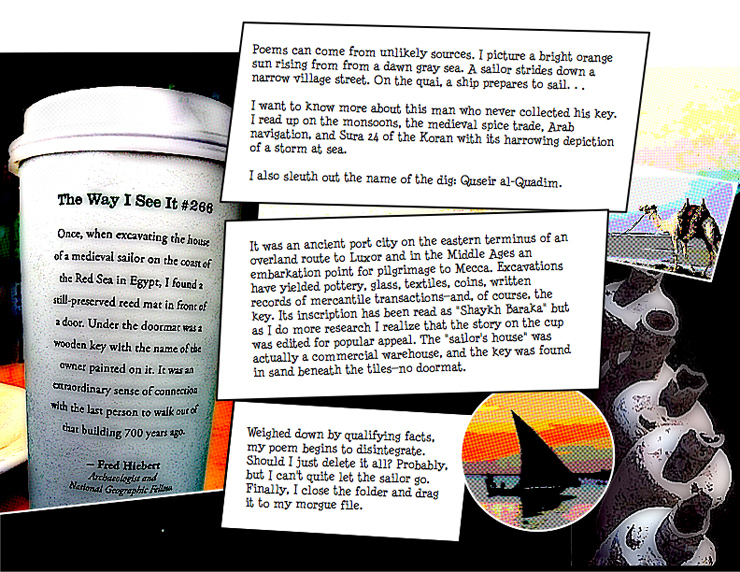 The Way I See It #266
Once, when excavating the house
of a medieval sailor on the coast of
the Red Sea in Egypt, I found a
still-preserved reed mat in front of
a door. Under the doormat was a
wooden key with the name of the
owner painted on it. It was an
extraordinary sense of connection
with the last person to walk out of
that building 700 years ago.
— Fred Hiebert
Archaeologist and
National Geographic Fellow
Poems can come from unlikely sources. I picture a bright orange
sun rising from from a dawn gray sea. A sailor strides down a
narrow village street. On the quai, a ship prepares to sail. . .
I want to know more about this man who never collected his key.
I read up on the monsoons, the medieval spice trade, Arab
navigation, and Sura 24 of the Koran with its harrowing depiction
of a storm at sea.
I also sleuth out the name of the dig: Quseir al-Quadim.
It was an ancient port city on the eastern terminus of an
overland route to Luxor and in the Middle Ages an
embarkation point for pilgrimage to Mecca. Excavations
have yielded pottery, glass, textiles, coins, written
records of mercantile transactions—and, of course, the
key. Its inscription has been read as "Shaykh Baraka" but
as I do more research I realize that the story on the cup
was edited for popular appeal. The "sailor's house" was
actually a commercial warehouse, and the key was found
in sand beneath the tiles—no doormat.
Weighed down by qualifying facts,
my poem begins to disintegrate.
Should I just delete it all? Probably,
but I can't quite let the sailor go.
Finally, I close the folder and drag
it to my morgue file.